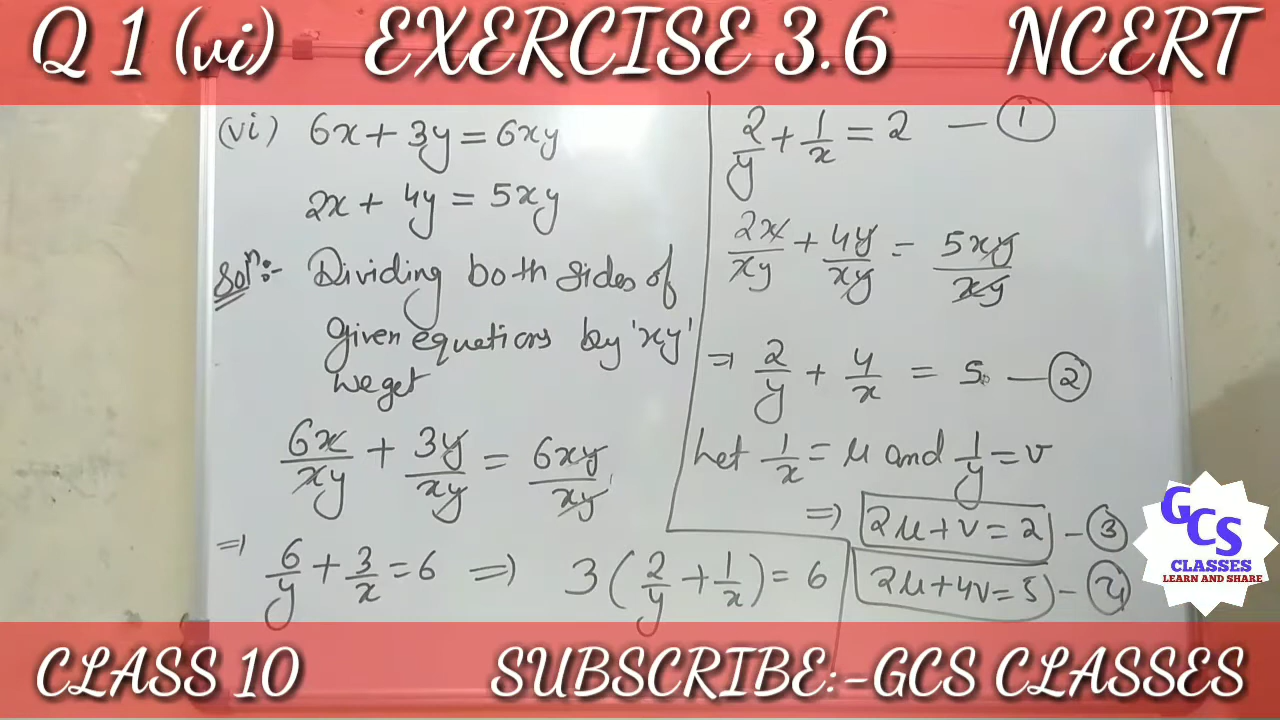 Q 1 (vi) EXERCISE 3.6 NCERT
(vi) 6x + 3y = 6xy
2x + 4y = 5xy
Solⁿ:- Dividing both sides of
Given equetions by 'xy'
we get
6x/xy + 3y/xy = 6xy/xy
⇒ 6/y + 3/x = 6 ⇒ 3(2/y + 1/x) = 6
2/y + 1/x = 2 — ①
2x/xy + 4y/xy = 5xy/xy
⇒ 2/y + 4/x = 5 — ②
Let 1/x = u and 1/y = v
⇒ 2u + v = 2 - ③
2u + 4v = 5 - ④
GCS
CLASSES
LEARN AND SHARE
CLASS 10 SUBSCRIBE:-GCS CLASSES